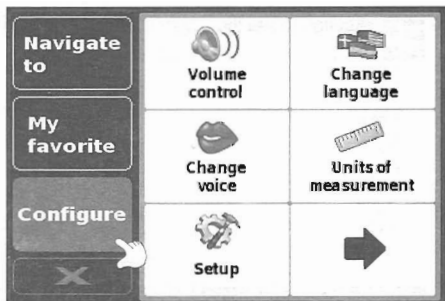 Navigate
to
My
favorite
Configure
Volume
control
Change
language
Change
voice
Units of
measurement
Setup